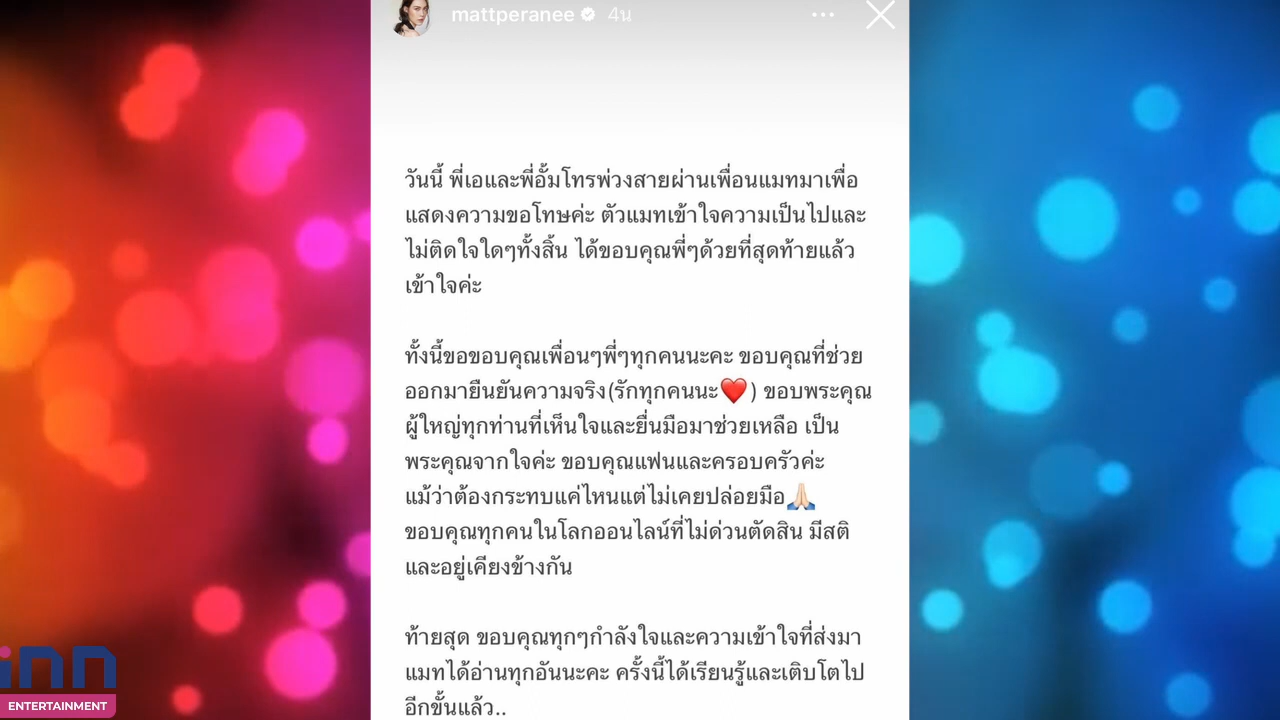 mattperanee 4น
วันนี้ พี่เอและพี่อั้มโทรพ่วงสายผ่านเพื่อนแมทมาเพื่อ
แสดงความขอโทษค่ะ ตัวแมทเข้าใจความเป็นไปและ
ไม่ติดใจใดๆทั้งสิ้น ได้ขอบคุณพี่ๆด้วยที่สุดท้ายแล้ว
เข้าใจค่ะ
ทั้งนี้ขอขอบคุณเพื่อนๆพี่ๆทุกคนนะคะ ขอบคุณที่ช่วย
ออกมายืนยันความจริง(รักทุกคนนะ❤️) ขอบพระคุณ
ผู้ใหญ่ทุกท่านที่เห็นใจและยื่นมือมาช่วยเหลือ เป็น
พระคุณจากใจค่ะ ขอบคุณแฟนและครอบครัวค่ะ
แม้ว่าต้องกระทบแค่ไหนแต่ไม่เคยปล่อยมือ🙏🏻
ขอบคุณทุกคนในโลกออนไลน์ที่ไม่ด่วนตัดสิน มีสติ
และอยู่เคียงข้างกัน
ท้ายสุด ขอบคุณทุกๆกำลังใจและความเข้าใจที่ส่งมา
แมทได้อ่านทุกอันนะคะ ครั้งนี้ได้เรียนรู้และเติบโตไป
อีกขั้นแล้ว..
inn
ENTERTAINMENT